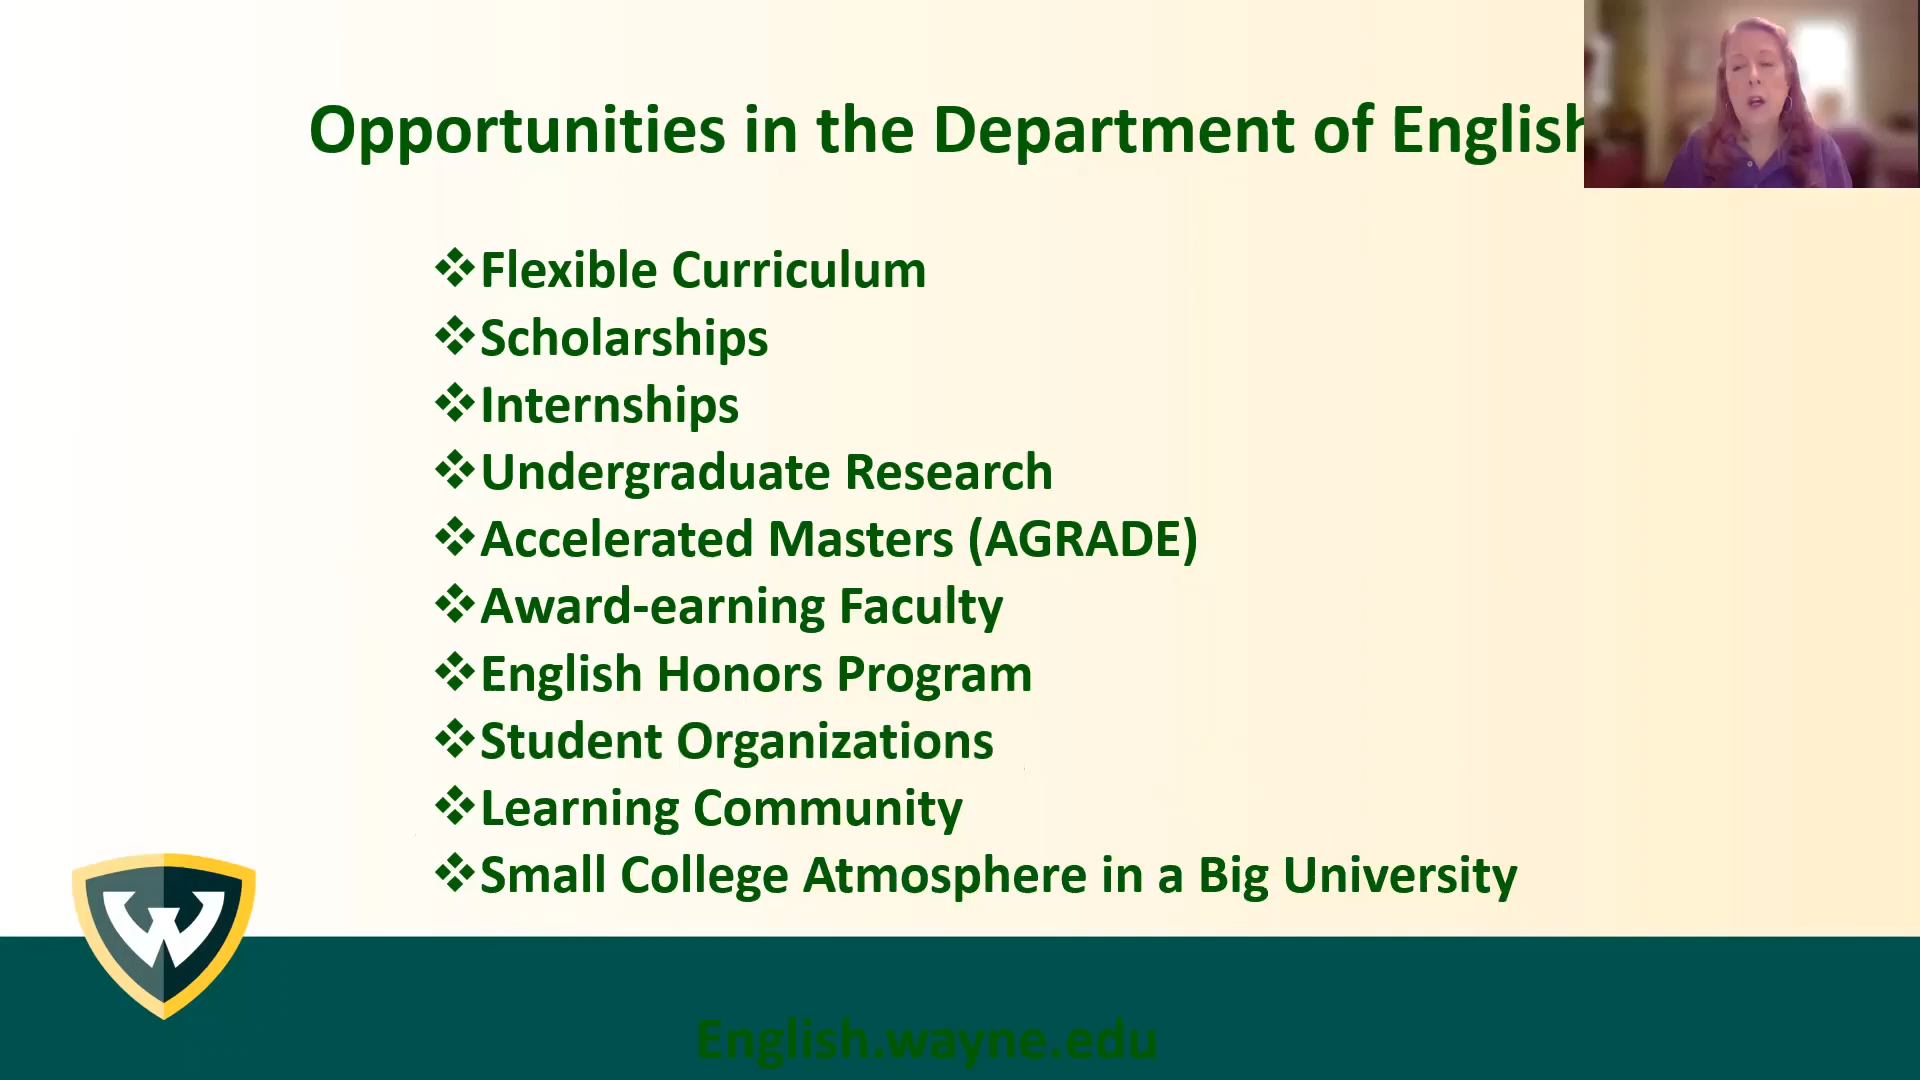 Opportunities in the Department of English
❖Flexible Curriculum
❖Scholarships
❖Internships
❖Undergraduate Research
❖Accelerated Masters (AGRADE)
❖Award-earning Faculty
❖English Honors Program
❖Student Organizations
❖Learning Community
❖Small College Atmosphere in a Big University
W
English.wayne.edu